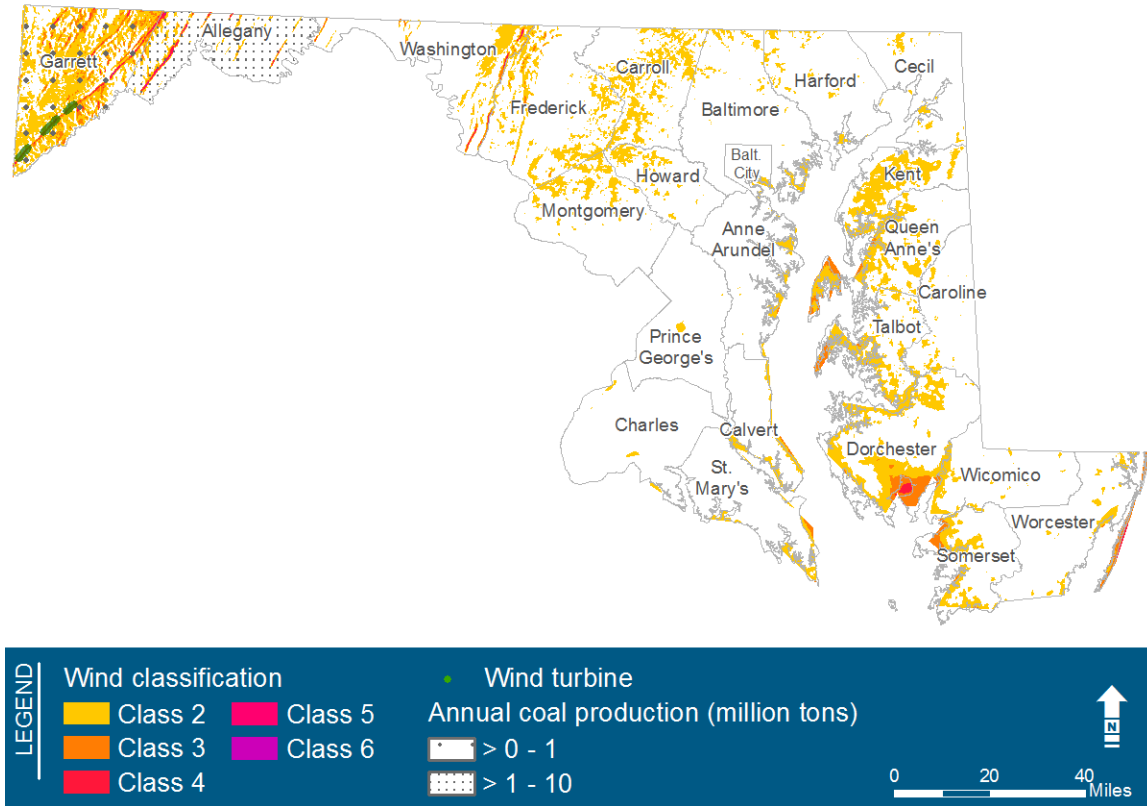 Allegany
Garrett
Washington
Carroll
Harford
Cecil
Frederick
Baltimore
Balt.
City
Howard
Kent
Montgomery
Anne
Arundel
Queen
Anne's
Caroline
Talbot
Prince
George's
Charles
Calvert
Dorchester
St.
Mary's
Wicomico
Worcester
Somerset
LEGEND
Wind classification
Class 2
Class 3
Class 4
Class 5
Class 6
Wind turbine
Annual coal production (million tons)
> 0 - 1
> 1 - 10
N
0 20 40
Miles